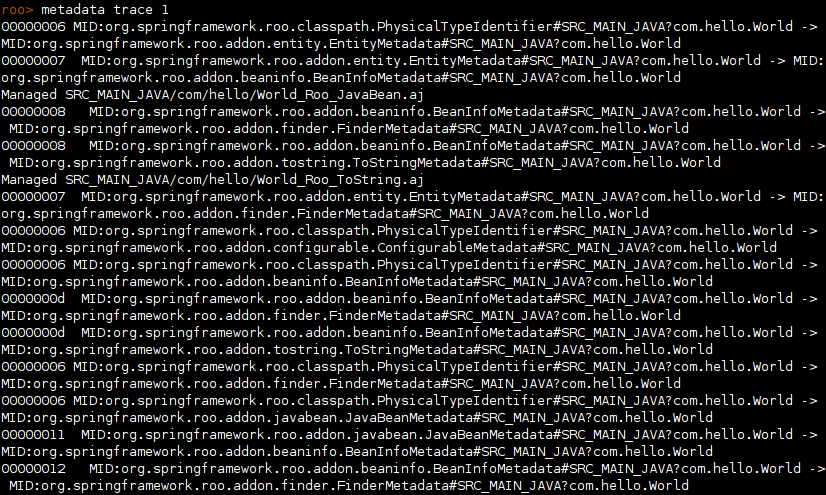 roo> metadata trace 1
00000006 MID:org.springframework.roo.classpath.PhysicalTypeIdentifier#SRC_MAIN_JAVA?com.hello.World ->
MID:org.springframework.roo.addon.entity.EntityMetadata#SRC_MAIN_JAVA?com.hello.World
00000007  MID:org.springframework.roo.addon.entity.EntityMetadata#SRC_MAIN_JAVA?com.hello.World -> MID:
org.springframework.roo.addon.beaninfo.BeanInfoMetadata#SRC_MAIN_JAVA?com.hello.World
Managed SRC_MAIN_JAVA/com/hello/World_Roo_JavaBean.aj
00000008   MID:org.springframework.roo.addon.beaninfo.BeanInfoMetadata#SRC_MAIN_JAVA?com.hello.World ->
 MID:org.springframework.roo.addon.finder.FinderMetadata#SRC_MAIN_JAVA?com.hello.World
00000008   MID:org.springframework.roo.addon.beaninfo.BeanInfoMetadata#SRC_MAIN_JAVA?com.hello.World ->
 MID:org.springframework.roo.addon.tostring.ToStringMetadata#SRC_MAIN_JAVA?com.hello.World
Managed SRC_MAIN_JAVA/com/hello/World_Roo_ToString.aj
00000007  MID:org.springframework.roo.addon.entity.EntityMetadata#SRC_MAIN_JAVA?com.hello.World -> MID:
org.springframework.roo.addon.finder.FinderMetadata#SRC_MAIN_JAVA?com.hello.World
00000006 MID:org.springframework.roo.classpath.PhysicalTypeIdentifier#SRC_MAIN_JAVA?com.hello.World ->
MID:org.springframework.roo.addon.configurable.ConfigurableMetadata#SRC_MAIN_JAVA?com.hello.World
00000006 MID:org.springframework.roo.classpath.PhysicalTypeIdentifier#SRC_MAIN_JAVA?com.hello.World ->
MID:org.springframework.roo.addon.beaninfo.BeanInfoMetadata#SRC_MAIN_JAVA?com.hello.World
0000000d  MID:org.springframework.roo.addon.beaninfo.BeanInfoMetadata#SRC_MAIN_JAVA?com.hello.World ->
MID:org.springframework.roo.addon.finder.FinderMetadata#SRC_MAIN_JAVA?com.hello.World
0000000d  MID:org.springframework.roo.addon.beaninfo.BeanInfoMetadata#SRC_MAIN_JAVA?com.hello.World ->
MID:org.springframework.roo.addon.tostring.ToStringMetadata#SRC_MAIN_JAVA?com.hello.World
00000006 MID:org.springframework.roo.classpath.PhysicalTypeIdentifier#SRC_MAIN_JAVA?com.hello.World ->
MID:org.springframework.roo.addon.finder.FinderMetadata#SRC_MAIN_JAVA?com.hello.World
00000006 MID:org.springframework.roo.classpath.PhysicalTypeIdentifier#SRC_MAIN_JAVA?com.hello.World ->
MID:org.springframework.roo.addon.javabean.JavaBeanMetadata#SRC_MAIN_JAVA?com.hello.World
00000011  MID:org.springframework.roo.addon.javabean.JavaBeanMetadata#SRC_MAIN_JAVA?com.hello.World ->
MID:org.springframework.roo.addon.beaninfo.BeanInfoMetadata#SRC_MAIN_JAVA?com.hello.World
00000012   MID:org.springframework.roo.addon.beaninfo.BeanInfoMetadata#SRC_MAIN_JAVA?com.hello.World ->
 MID:org.springframework.roo.addon.finder.FinderMetadata#SRC_MAIN_JAVA?com.hello.World